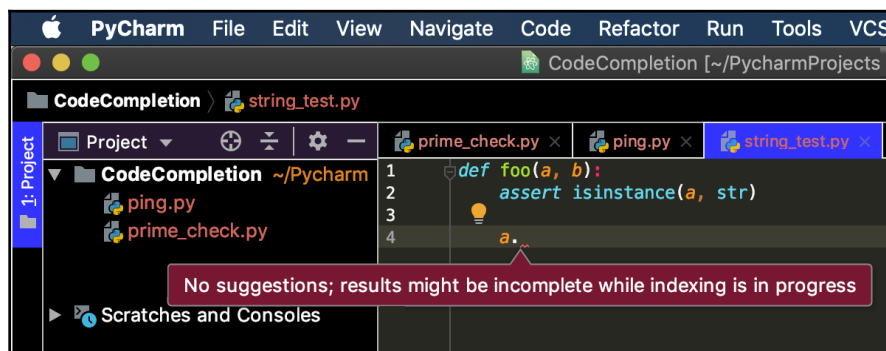 PyCharm File Edit View Navigate Code Refactor Run Tools VCS
CodeCompletion [~/PycharmProjects
CodeCompletion string_test.py
1: Project
Project
prime_check.py ping.py string_test.py
CodeCompletion ~/Pycharm
ping.py
prime_check.py
Scratches and Consoles
1 def foo(a, b):
2 assert isinstance(a, str)
3
4 a.
No suggestions; results might be incomplete while indexing is in progress